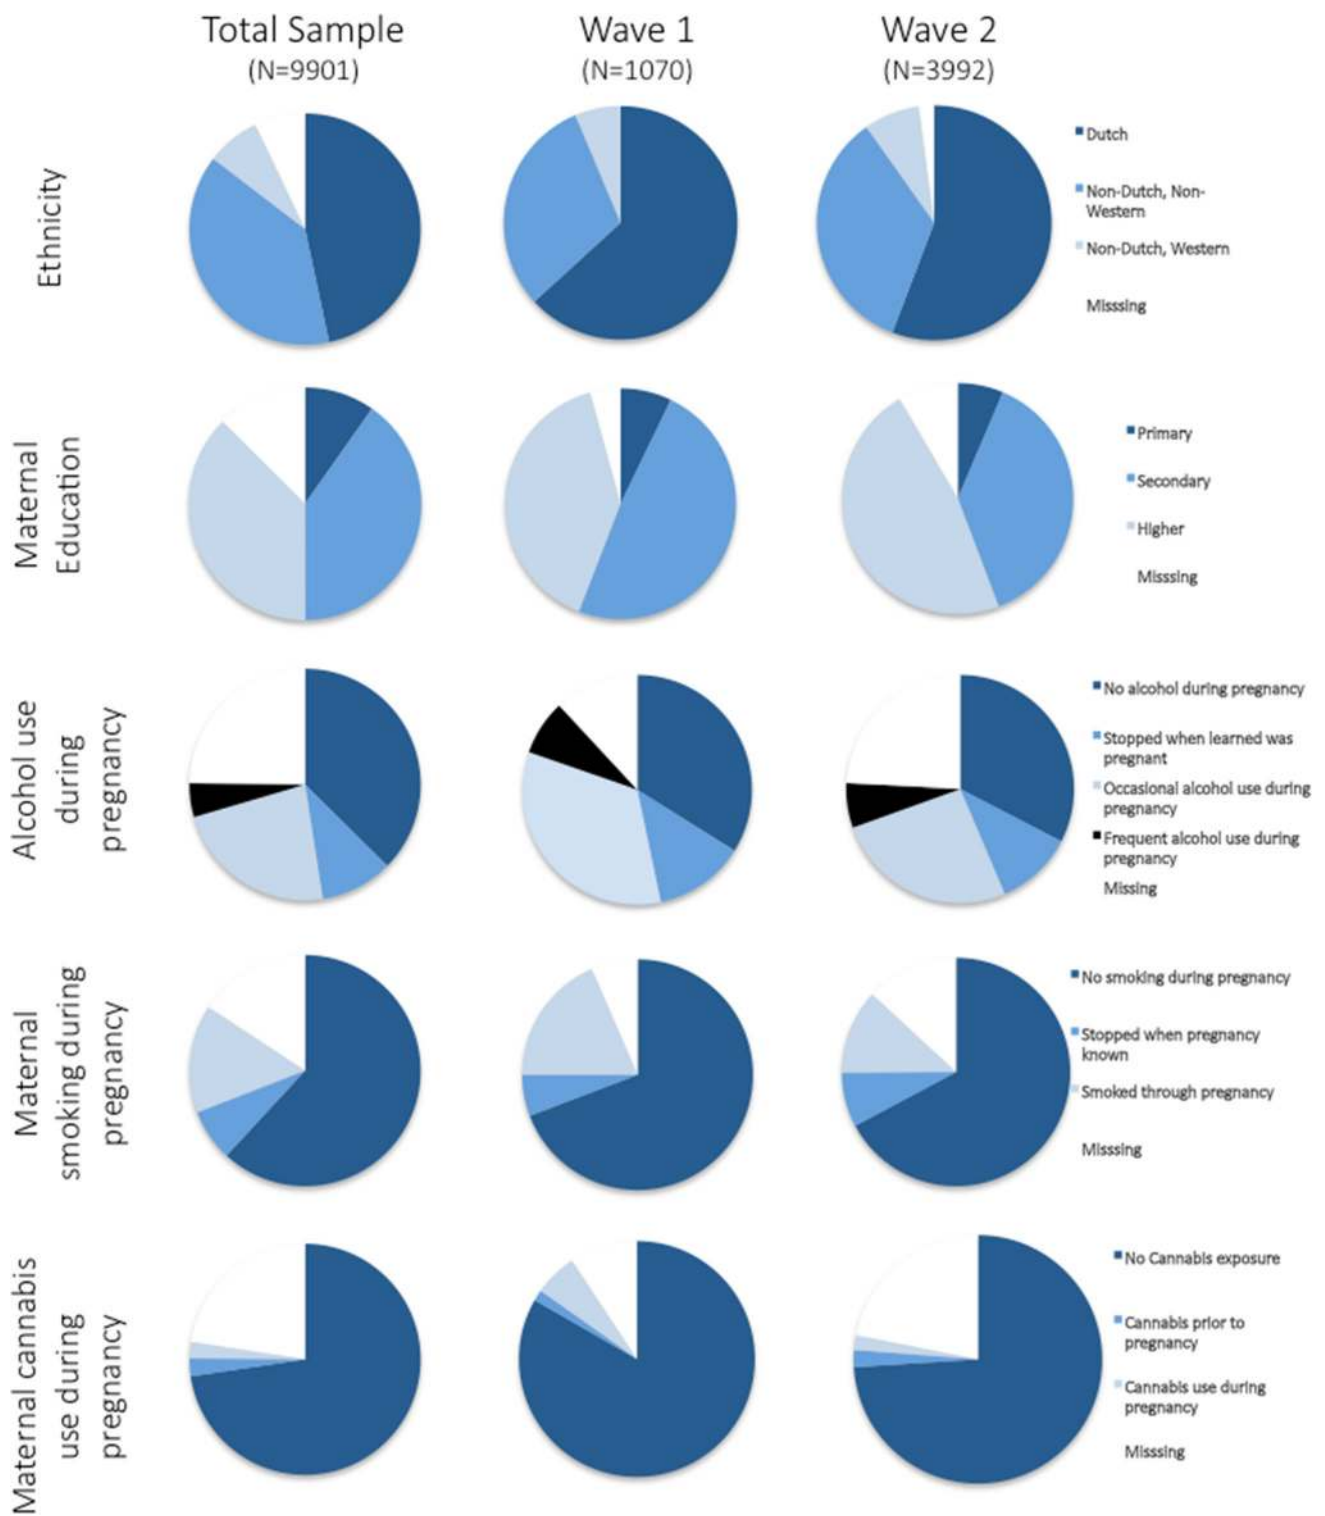 Total Sample
(N=9901)
Wave 1
(N=1070)
Wave 2
(N=3992)
Ethnicity
Dutch
Non-Dutch, Non-
Western
Non-Dutch, Western
Misssing
Maternal
Education
Primary
Secondary
Higher
Misssing
Alcohol use
during
pregnancy
No alcohol during pregnancy
Stopped when learned was
pregnant
Occasional alcohol use during
pregnancy
Frequent alcohol use during
pregnancy
Missing
Maternal
smoking during
pregnancy
No smoking during pregnancy
Stopped when pregnancy
known
Smoked through pregnancy
Misssing
Maternal cannabis
use during
pregnancy
No Cannabis exposure
Cannabis prior to
pregnancy
Cannabis use during
pregnancy
Misssing